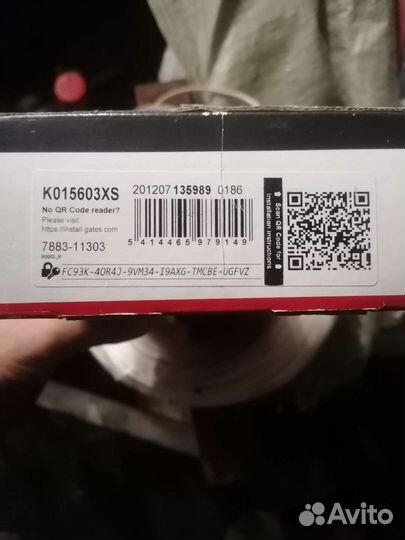 K015603XS
201207 135989 0186
No QR Code reader?
Please visit
https://install.gates.com
7883-11303
5 414465 979149
FC93K-4OR4J-9VM34-I9AXG-TMCBE-UGFVZ
Scan QR Code for
Installation instructions
Avito